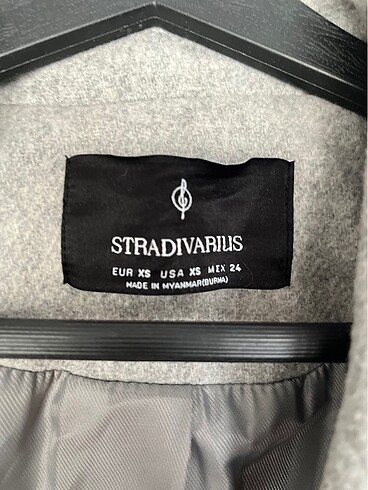 STRADIVARIUS
EUR XS USA XS MEX 24
MADE IN MYANMAR(BURMA)